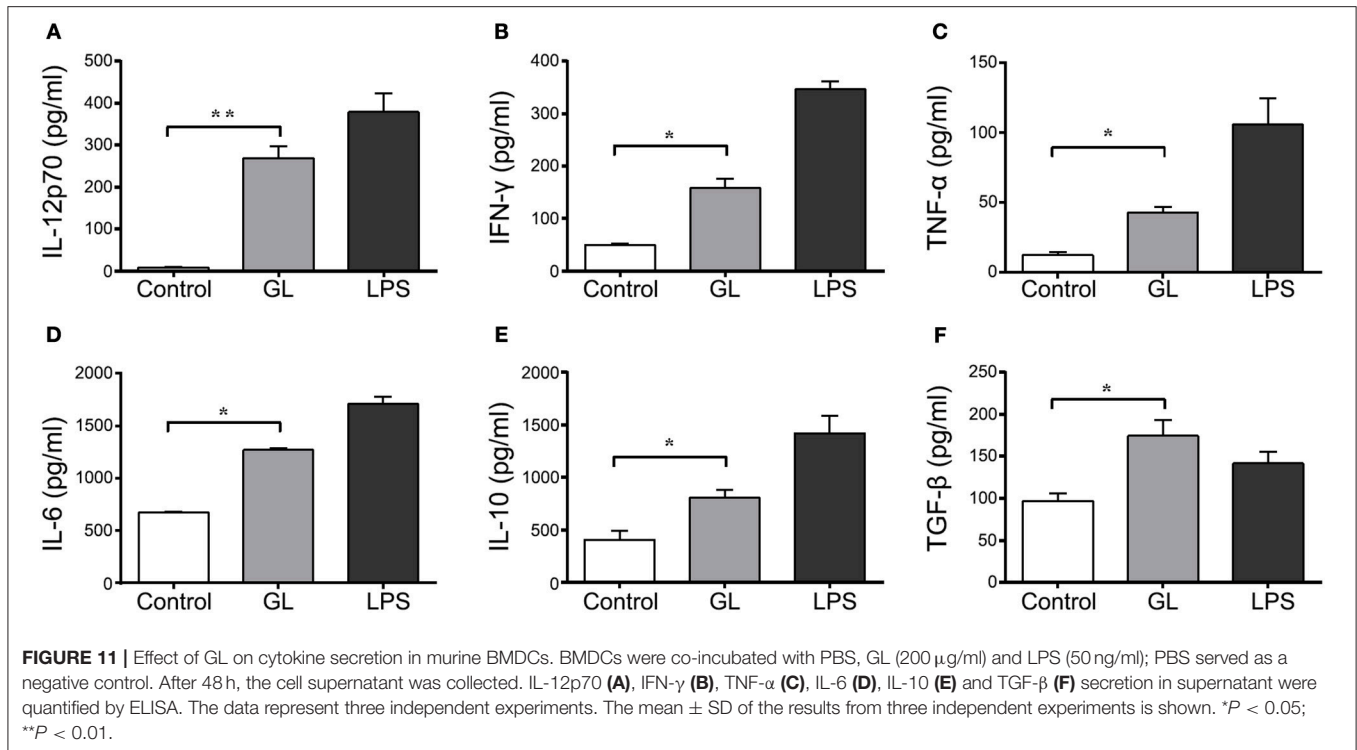 A
IL-12p70 (pg/ml)
500
400
300
200
100
0
**
Control GL LPS
B
IFN-γ (pg/ml)
400
300
200
100
0
*
Control GL LPS
C
TNF-α (pg/ml)
150
100
50
0
*
Control GL LPS
D
IL-6 (pg/ml)
2000
1500
1000
500
0
*
Control GL LPS
E
IL-10 (pg/ml)
2000
1500
1000
500
0
*
Control GL LPS
F
TGF-β (pg/ml)
250
200
150
100
50
0
*
Control GL LPS
FIGURE 11 | Effect of GL on cytokine secretion in murine BMDCs. BMDCs were co-incubated with PBS, GL (200 μg/ml) and LPS (50 ng/ml); PBS served as a
negative control. After 48 h, the cell supernatant was collected. IL-12p70 (A), IFN-γ (B), TNF-α (C), IL-6 (D), IL-10 (E) and TGF-β (F) secretion in supernatant were
quantified by ELISA. The data represent three independent experiments. The mean ± SD of the results from three independent experiments is shown. *P < 0.05;
**P < 0.01.